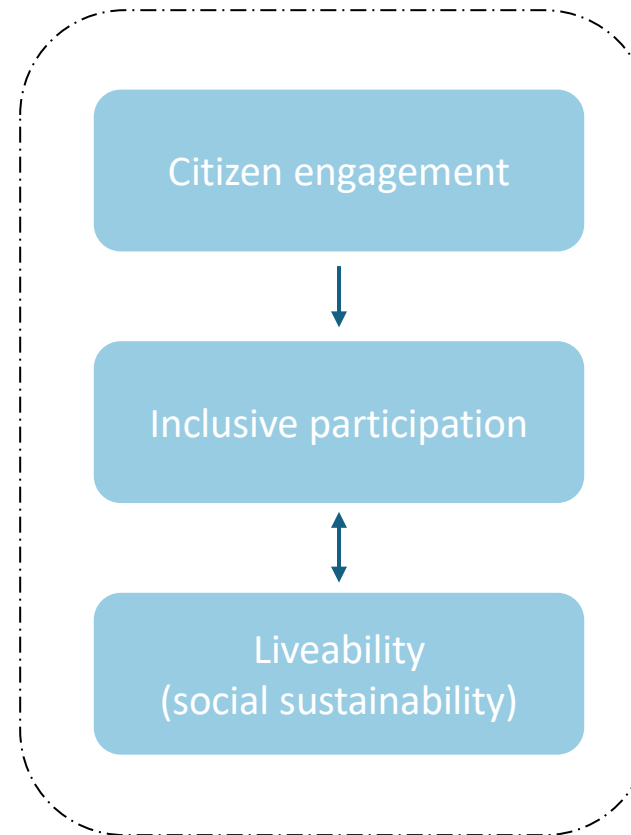 Citizen engagement
Inclusive participation
Liveability
(social sustainability)